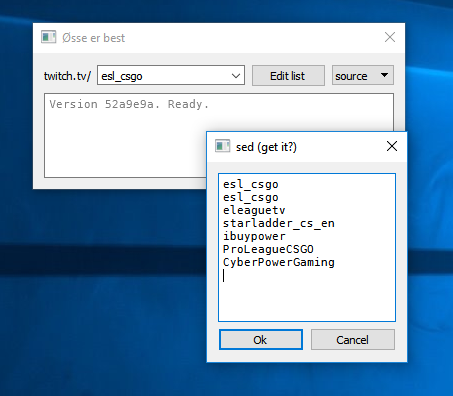 Øsse er best
twitch.tv/ esl_csgo Edit list source
Version 52a9e9a. Ready.
sed (get it?)
esl_csgo
esl_csgo
eleaguetv
starladder_cs_en
ibuypower
ProLeagueCSGO
CyberPowerGaming
Ok Cancel